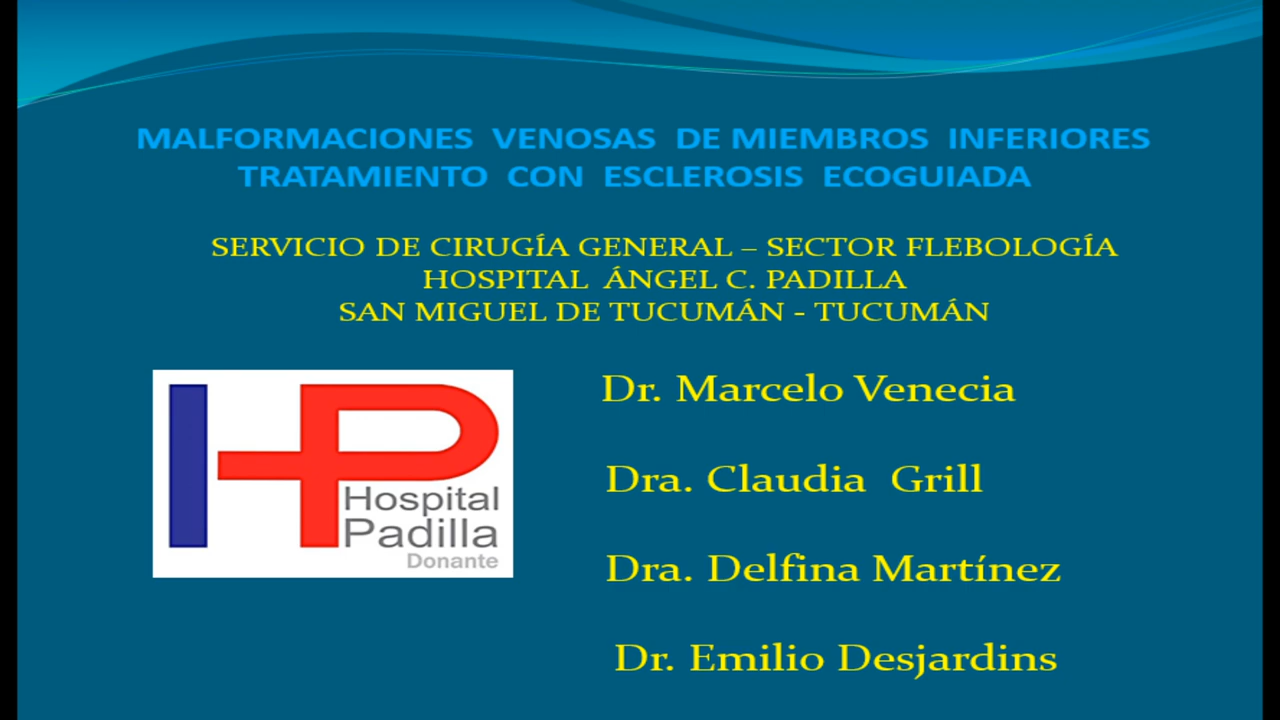 MALFORMACIONES VENOSAS DE MIEMBROS INFERIORES
TRATAMIENTO CON ESCLEROSIS ECOGUIADA
SERVICIO DE CIRUGÍA GENERAL – SECTOR FLEBOLOGÍA
HOSPITAL ÁNGEL C. PADILLA
SAN MIGUEL DE TUCUMÁN - TUCUMÁN
HP
Hospital
Padilla
Donante
Dr. Marcelo Venecia
Dra. Claudia Grill
Dra. Delfina Martínez
Dr. Emilio Desjardins